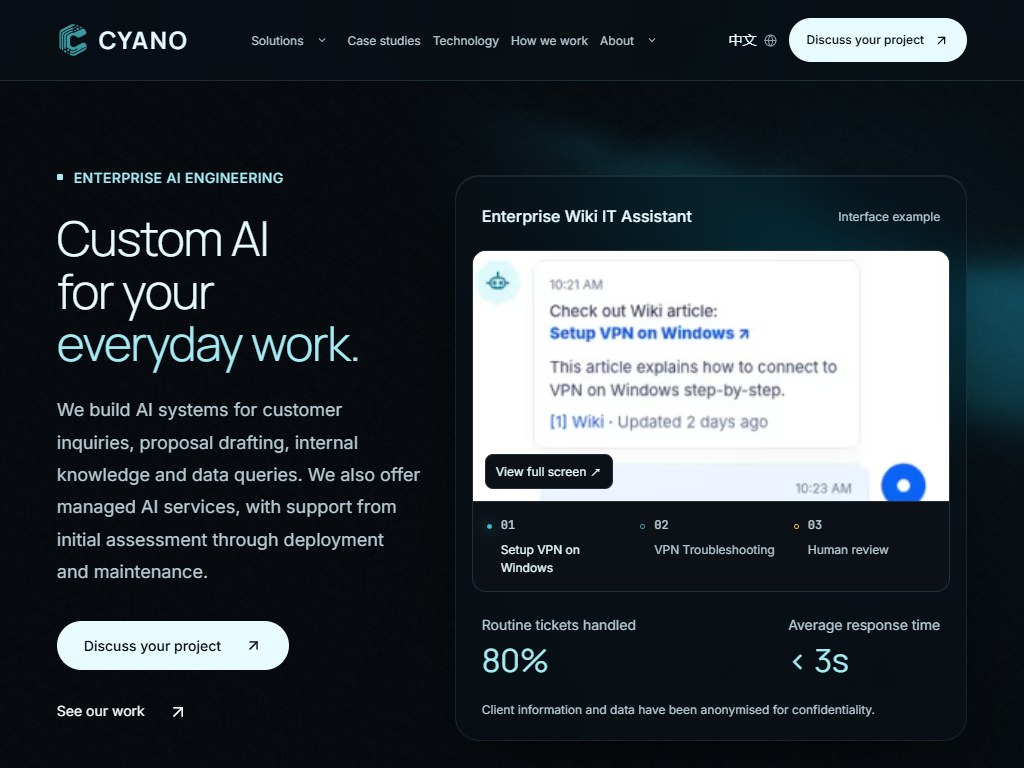 CYANO
Solutions
Case studies
Technology
How we work
About
中文
Discuss your project
ENTERPRISE AI ENGINEERING
Custom AI
for your
everyday work.
We build AI systems for customer
inquiries, proposal drafting, internal
knowledge and data queries. We also offer
managed AI services, with support from
initial assessment through deployment
and maintenance.
Discuss your project
See our work
Enterprise Wiki IT Assistant
Interface example
10:21 AM
Check out Wiki article:
Setup VPN on Windows ↗
This article explains how to connect to
VPN on Windows step-by-step.
[1] Wiki · Updated 2 days ago
View full screen ↗
10:23 AM
01
Setup VPN on
Windows
02
VPN Troubleshooting
03
Human review
Routine tickets handled
80%
Average response time
< 3s
Client information and data have been anonymised for confidentiality.